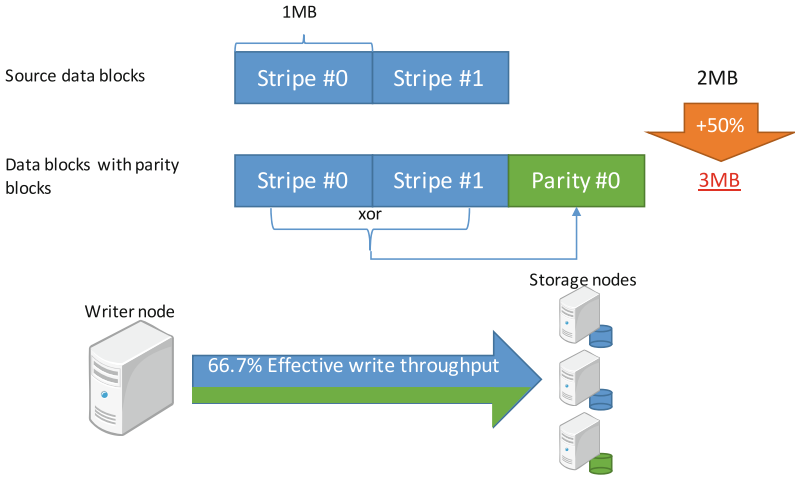 1MB
Source data blocks
Stripe #0
Stripe #1
2MB
+50%
Data blocks with parity
blocks
Stripe #0
Stripe #1
Parity #0
3MB
xor
Storage nodes
Writer node
66.7% Effective write throughput